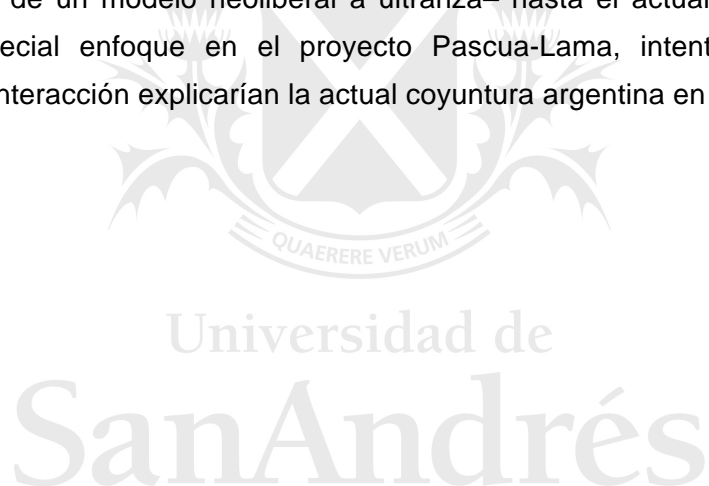 de un modelo neoliberal a ultranza– hasta el actual
ecial enfoque en el proyecto Pascua-Lama, intent
nteracción explicarían la actual coyuntura argentina en
QUAERERE VERUM
Universidad de
SanAndrés